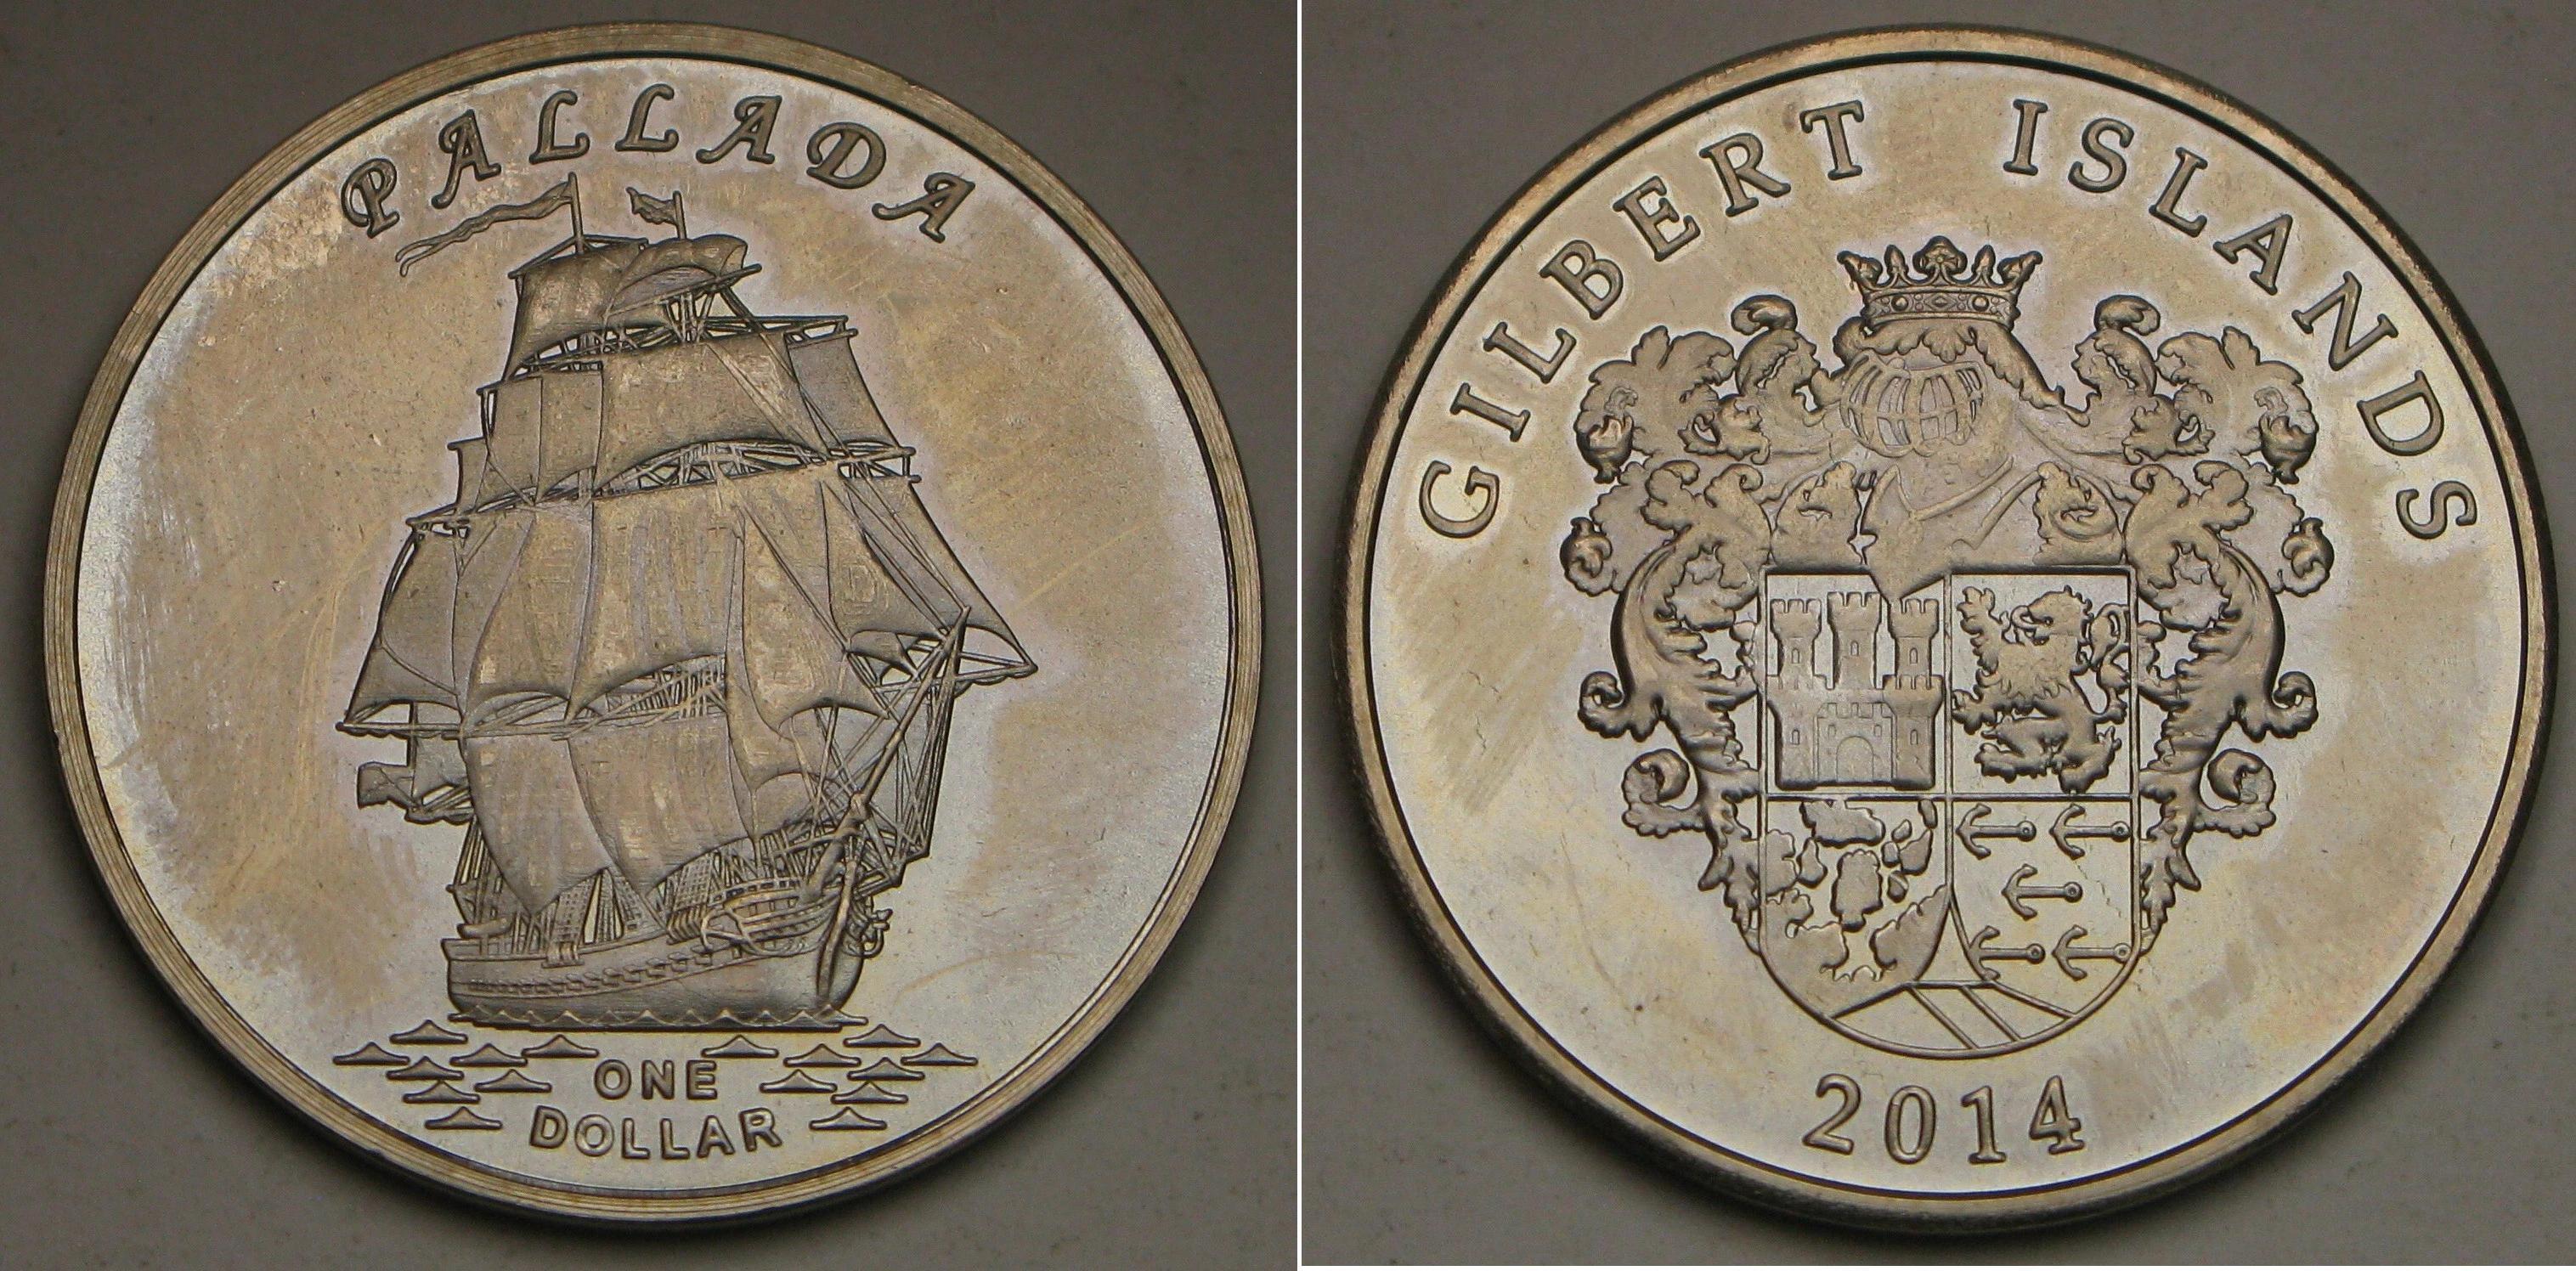 PALLADA
ONE
DOLLAR
GILBERT ISLANDS
2014